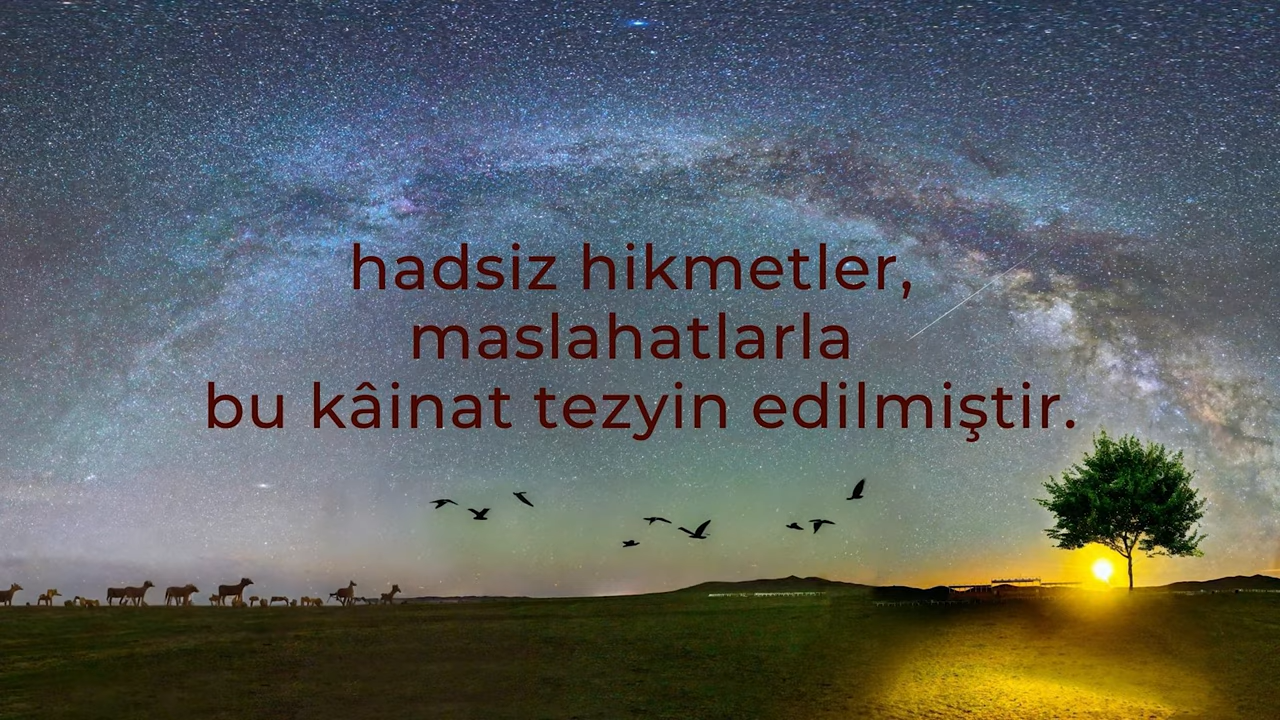 hadsiz hikmetler,
maslahatlarla
bu kâinat tezyin edilmiştir.